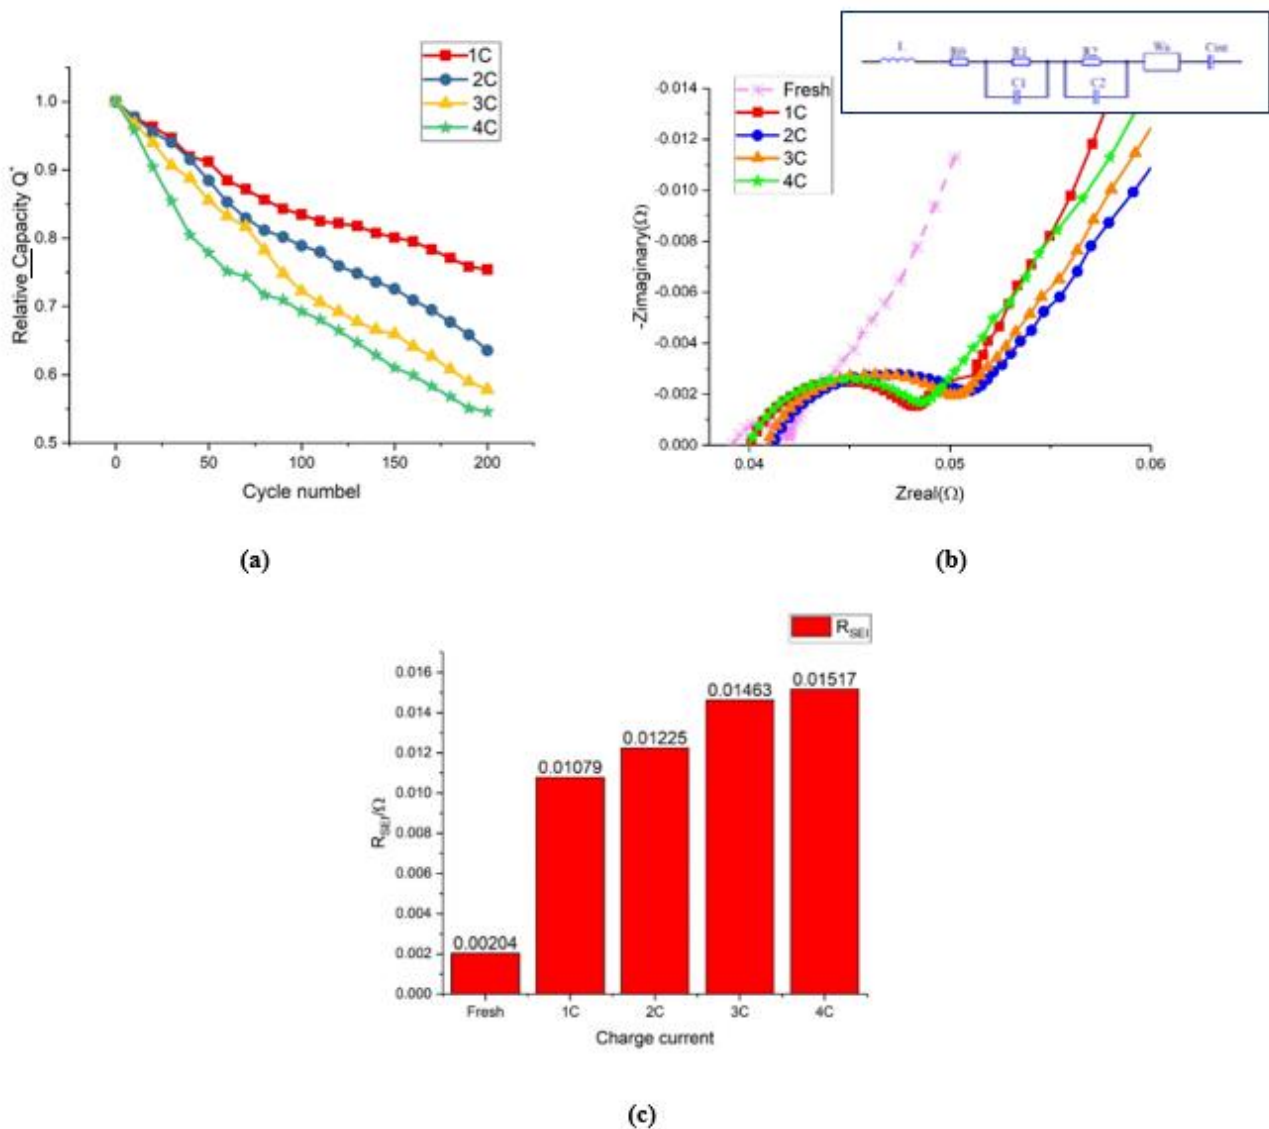 1C
2C
3C
4C
1.0
0.9
0.8
0.7
0.6
0.5
Relative Capacity Q*
0 50 100 150 200
Cycle numbel
(a)
L R0 R1 R2 Wo Cint
C1 C2
Fresh
1C
2C
3C
4C
-0.014
-0.012
-0.010
-0.008
-0.006
-0.004
-0.002
0.000
-Zimaginary(Ω)
0.04 0.05 0.06
Zreal(Ω)
(b)
RSEI
0.016
0.014
0.012
0.010
0.008
0.006
0.004
0.002
0.000
RSEI/Ω
0.00204
0.01079
0.01225
0.01463
0.01517
Fresh 1C 2C 3C 4C
Charge current
(c)